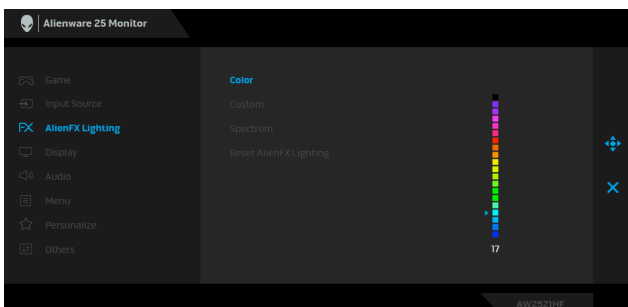 Alienware 25 Monitor
Game
Input Source
FX AlienFX Lighting
Display
Audio
Menu
Personalize
Others
Color
Custom
Spectrum
Reset AlienFX Lighting
17
AW2521HF